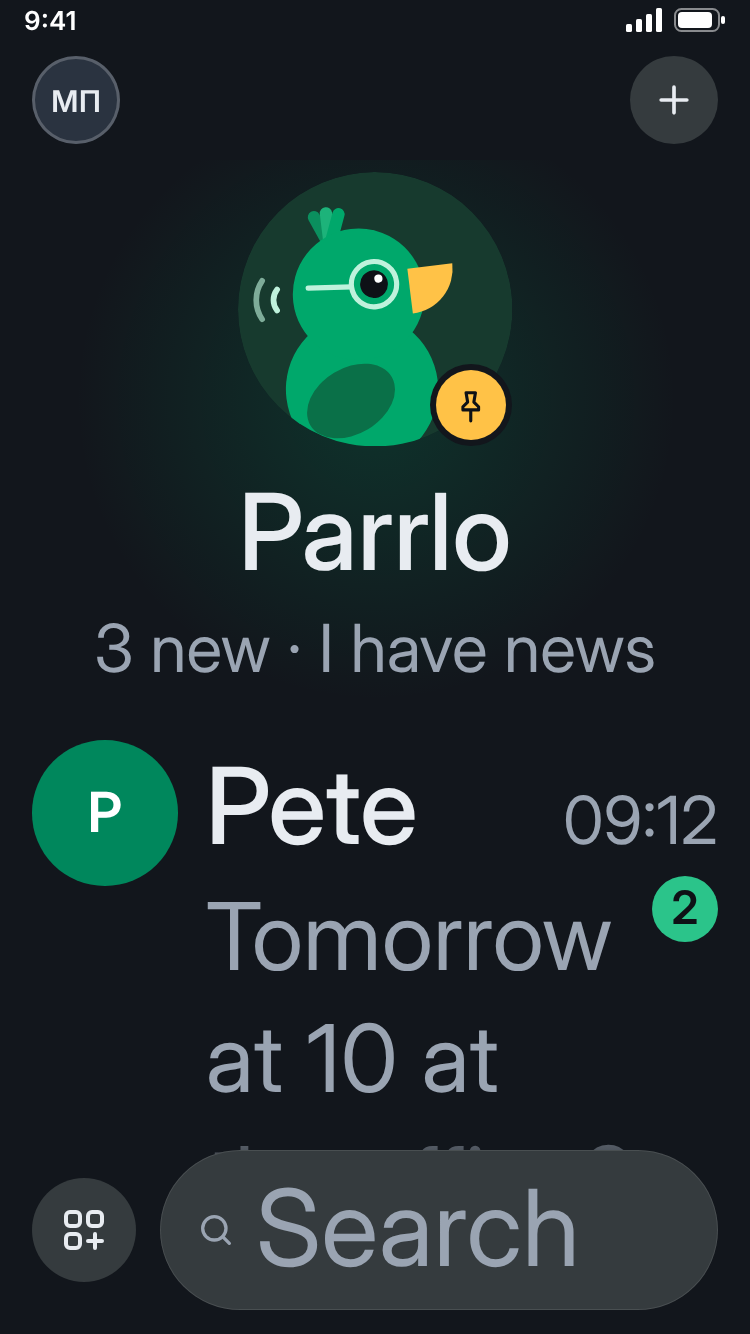 9:41
МП
Parrlo
3 new · I have news
P
Pete
09:12
Tomorrow
2
at 10 at
Search